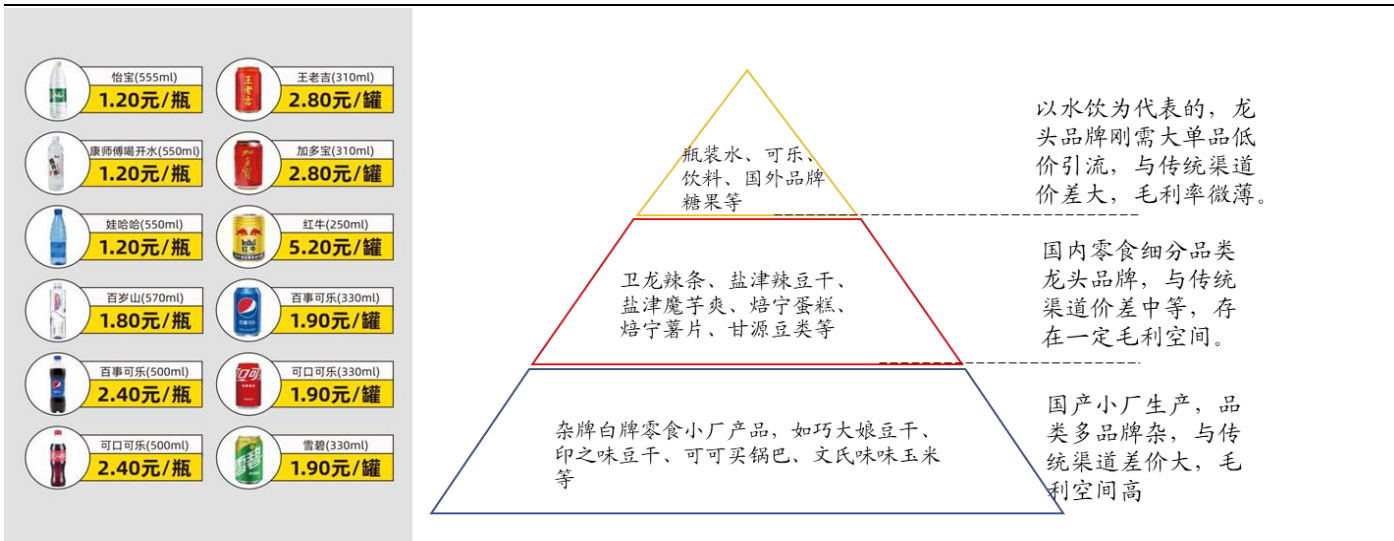 怡宝(555ml)
1.20元/瓶
王老吉(310ml)
2.80元/罐
康师傅喝开水(550ml)
1.20元/瓶
加多宝(310ml)
2.80元/罐
娃哈哈(550ml)
1.20元/瓶
红牛(250ml)
5.20元/罐
百岁山(570ml)
1.80元/瓶
百事可乐(330ml)
1.90元/罐
百事可乐(500ml)
2.40元/瓶
可口可乐(330ml)
1.90元/罐
可口可乐(500ml)
2.40元/瓶
雪碧(330ml)
1.90元/罐
王老吉
加多宝
红牛
雪碧
瓶装水、可乐、
饮料、国外品牌
糖果等
以水饮为代表的，龙
头品牌刚需大单品低
价引流，与传统渠道
价差大，毛利率微薄。
卫龙辣条、盐津辣豆干、
盐津魔芋爽、焙宁蛋糕、
焙宁薯片、甘源豆类等
国内零食细分品类
龙头品牌，与传统
渠道价差中等，存
在一定毛利空间。
杂牌白牌零食小厂产品，如巧大娘豆干、
印之味豆干、可可买锅巴、文氏味味玉米
等
国产小厂生产，品
类多品牌杂，与传
统渠道差价大，毛
利空间高